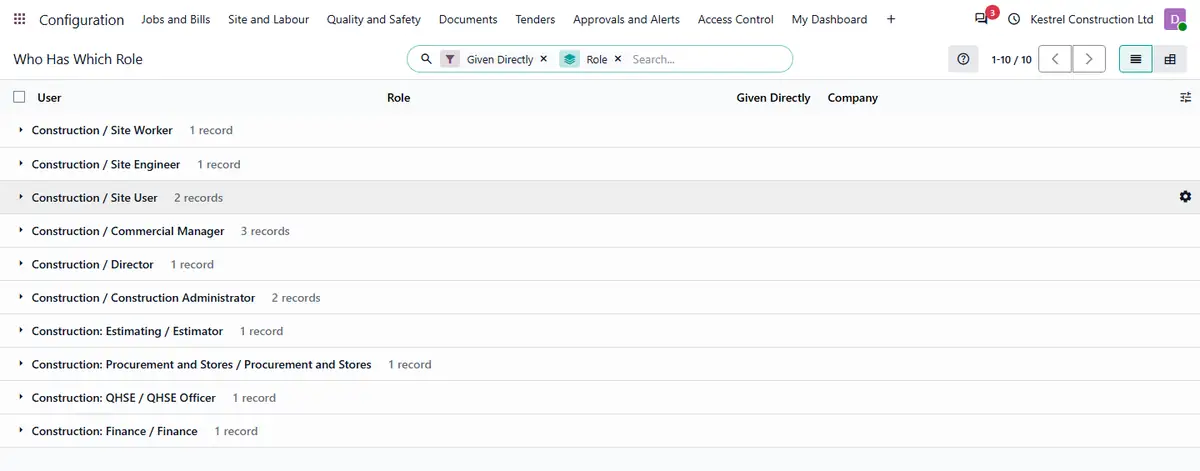 Configuration Jobs and Bills Site and Labour Quality and Safety Documents Tenders Approvals and Alerts Access Control My Dashboard + 3 Kestrel Construction Ltd D
Who Has Which Role Given Directly × Role × Search... 1-10 / 10
User Role Given Directly Company
Construction / Site Worker 1 record
Construction / Site Engineer 1 record
Construction / Site User 2 records
Construction / Commercial Manager 3 records
Construction / Director 1 record
Construction / Construction Administrator 2 records
Construction: Estimating / Estimator 1 record
Construction: Procurement and Stores / Procurement and Stores 1 record
Construction: QHSE / QHSE Officer 1 record
Construction: Finance / Finance 1 record